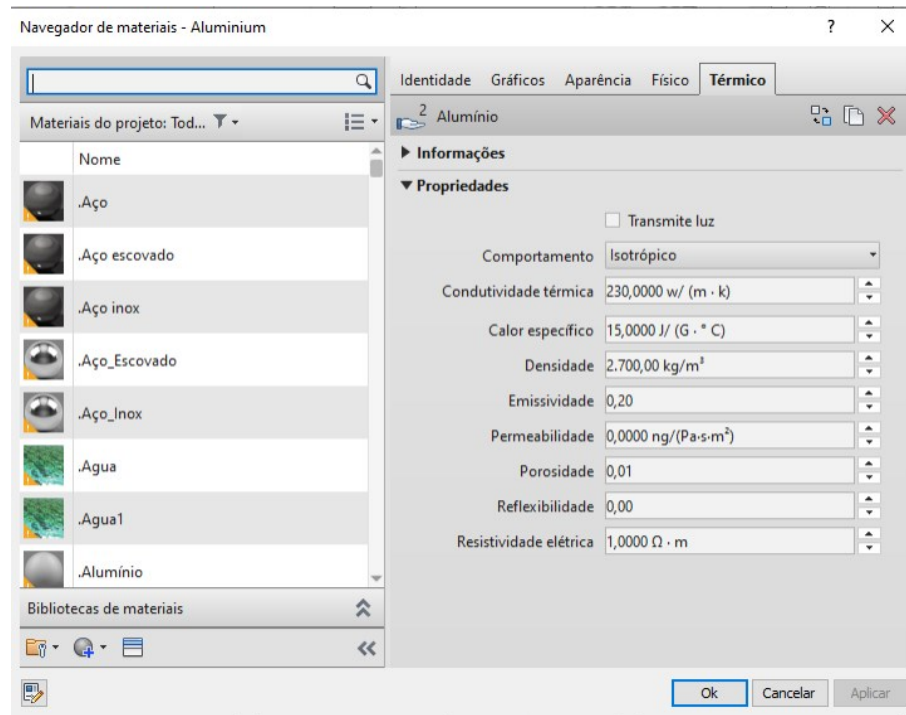 Navegador de materiais - Aluminium
?
Materiais do projeto: Tod...
Nome
.Aço
.Aço escovado
.Aço inox
.Aço_Escovado
.Aço_Inox
.Agua
.Agua1
.Alumínio
Bibliotecas de materiais
Identidade Gráficos Aparência Físico Térmico
2 Alumínio
Informações
Propriedades
Transmite luz
Comportamento Isotrópico
Condutividade térmica 230,0000 w/ (m · k)
Calor específico 15,0000 J/ (G · ° C)
Densidade 2.700,00 kg/m³
Emissividade 0,20
Permeabilidade 0,0000 ng/(Pa·s·m²)
Porosidade 0,01
Reflexibilidade 0,00
Resistividade elétrica 1,0000 Ω · m
Ok Cancelar Aplicar